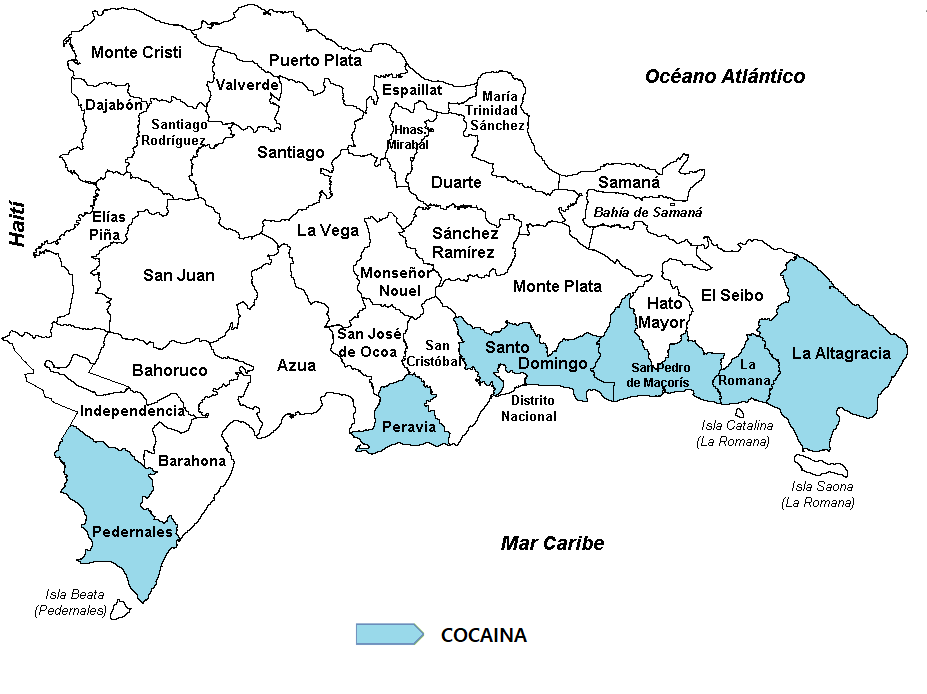 Monte Cristi
Puerto Plata
Océano Atlántico
Valverde
Espaillat
Dajabón
María
Trinidad
Sánchez
Santiago
Rodríguez
Hnas.
Mirabal
Santiago
Duarte
Samaná
Haití
Elías
Piña
Bahía de Samaná
La Vega
Sánchez
Ramírez
San Juan
Monseñor
Nouel
Monte Plata
Hato
Mayor
El Seibo
San José
de Ocoa
San
Cristóbal
Santo
Domingo
La Altagracia
Bahoruco
Azua
San Pedro
de Macorís
La
Romana
Independencia
Distrito
Nacional
Peravia
Isla Catalina
(La Romana)
Barahona
Isla Saona
(La Romana)
Pedernales
Mar Caribe
Isla Beata
(Pedernales)
COCAINA